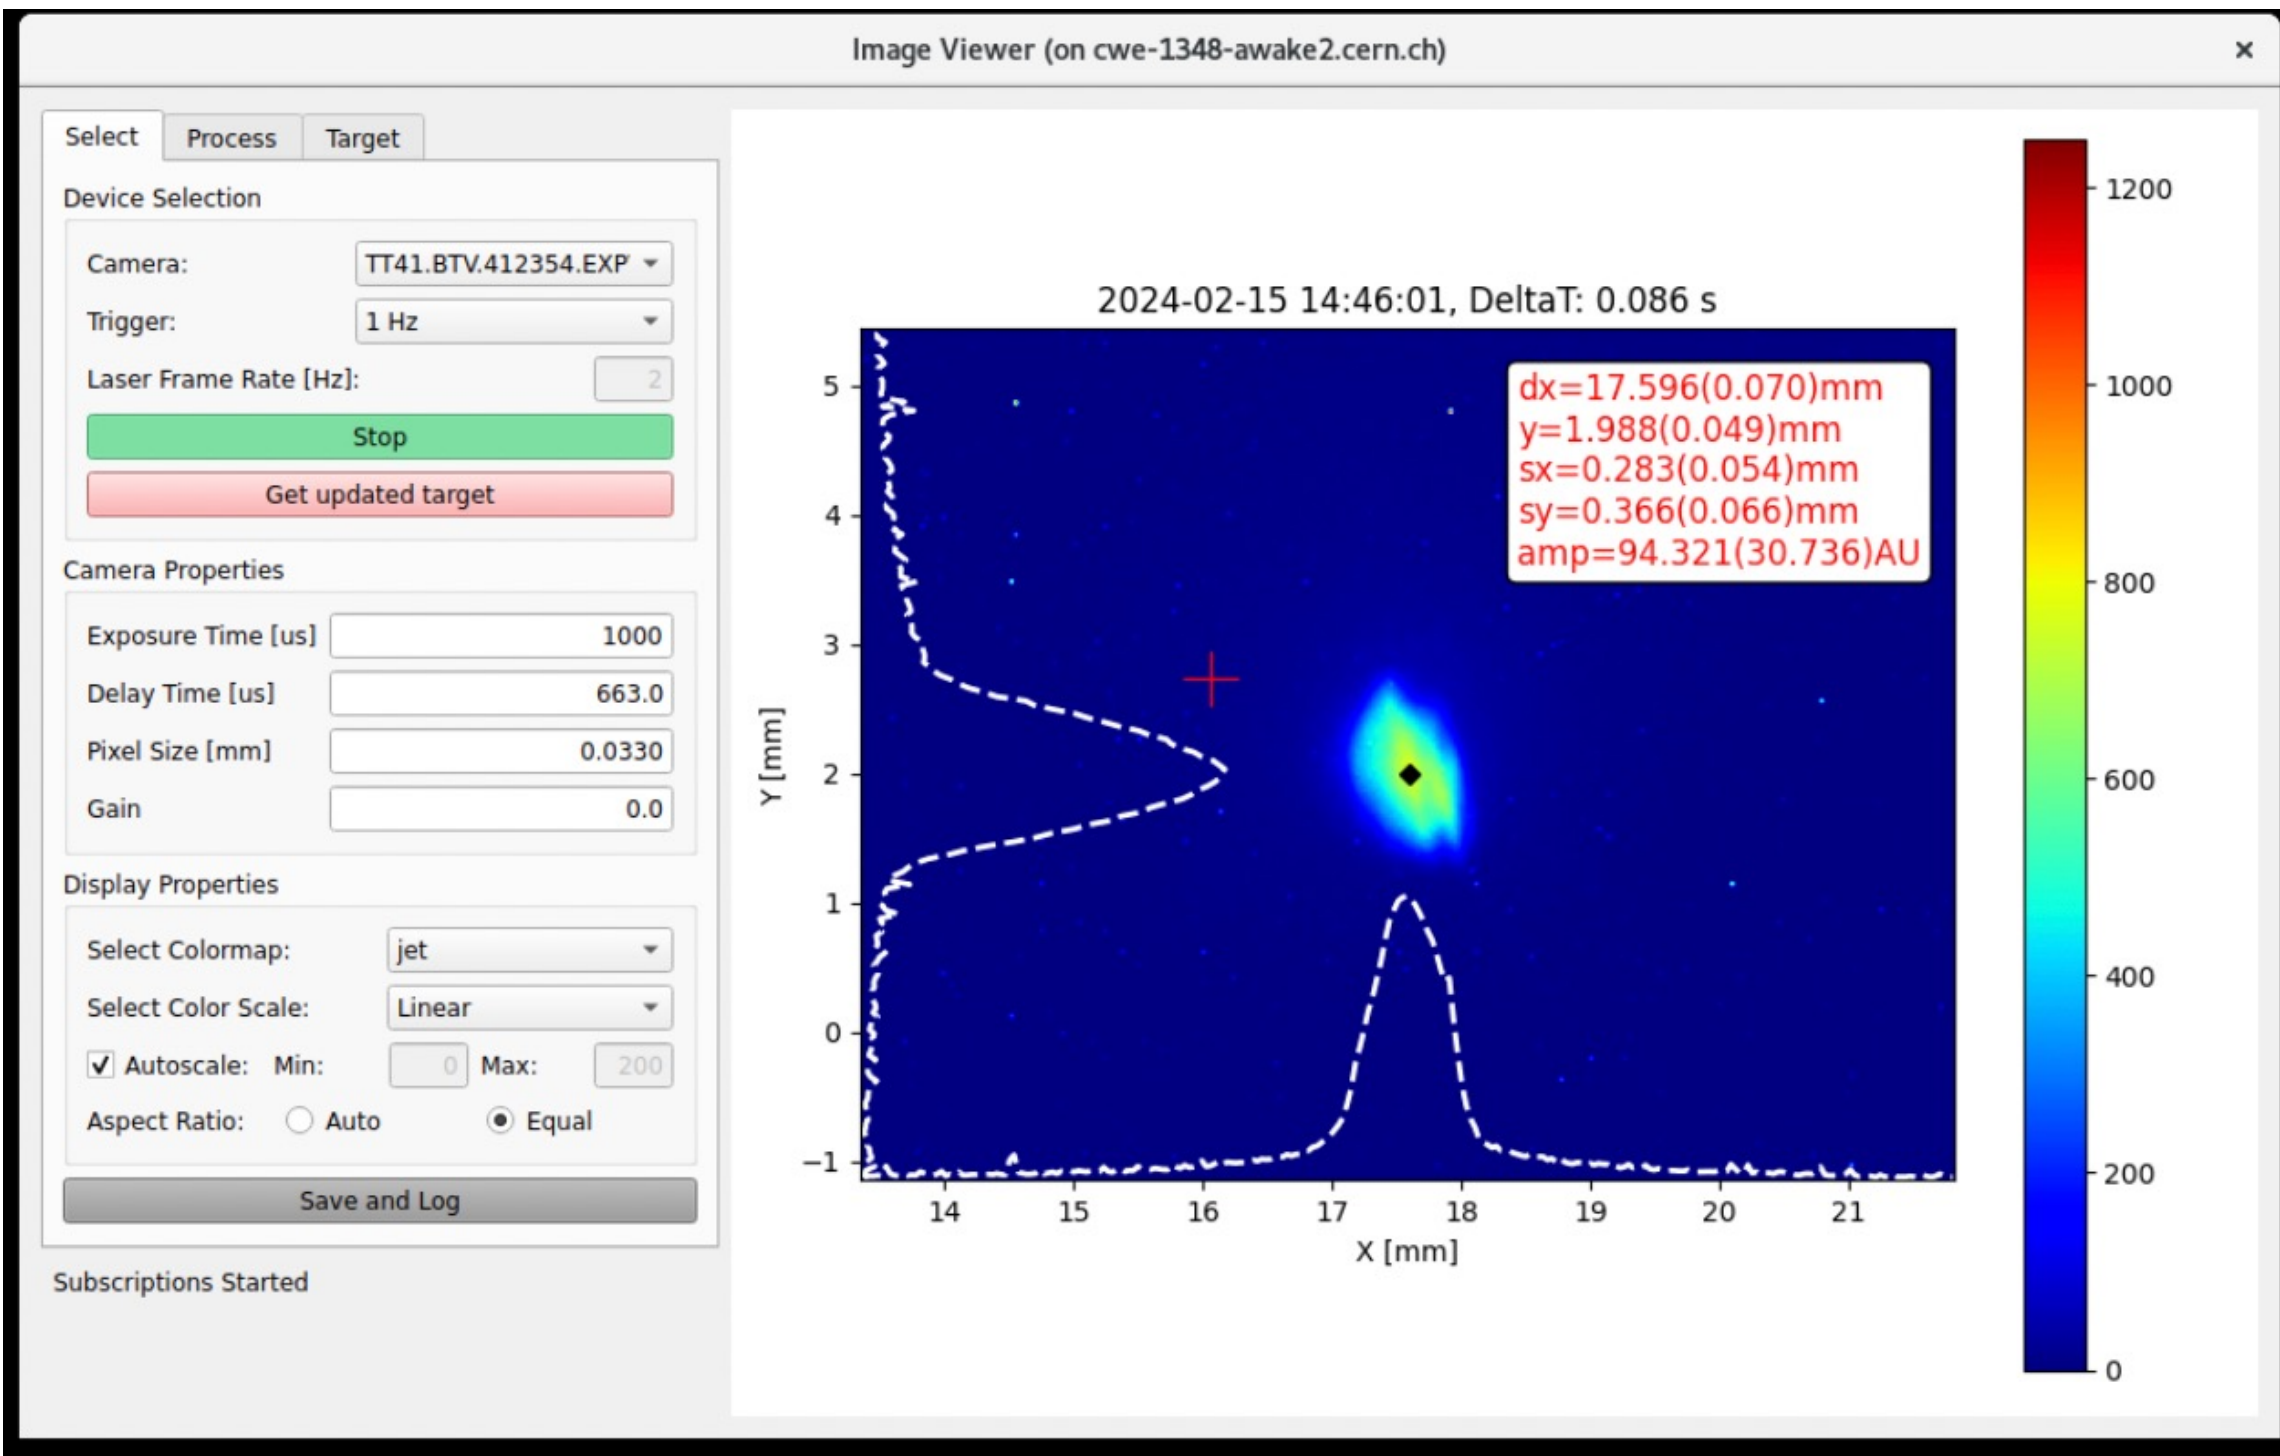 Image Viewer (on cwe-1348-awake2.cern.ch)
Select Process Target
Device Selection
Camera: TT41.BTV.412354.EXP
Trigger: 1 Hz
Laser Frame Rate [Hz]: 2
Stop
Get updated target
Camera Properties
Exposure Time [us] 1000
Delay Time [us] 663.0
Pixel Size [mm] 0.0330
Gain 0.0
Display Properties
Select Colormap: jet
Select Color Scale: Linear
Autoscale: Min: 0 Max: 200
Aspect Ratio: Auto Equal
Save and Log
Subscriptions Started
2024-02-15 14:46:01, DeltaT: 0.086 s
dx=17.596(0.070)mm
y=1.988(0.049)mm
sx=0.283(0.054)mm
sy=0.366(0.066)mm
amp=94.321(30.736)AU
Y [mm]
5
4
3
2
1
0
−1
14 15 16 17 18 19 20 21
X [mm]
1200
1000
800
600
400
200
0